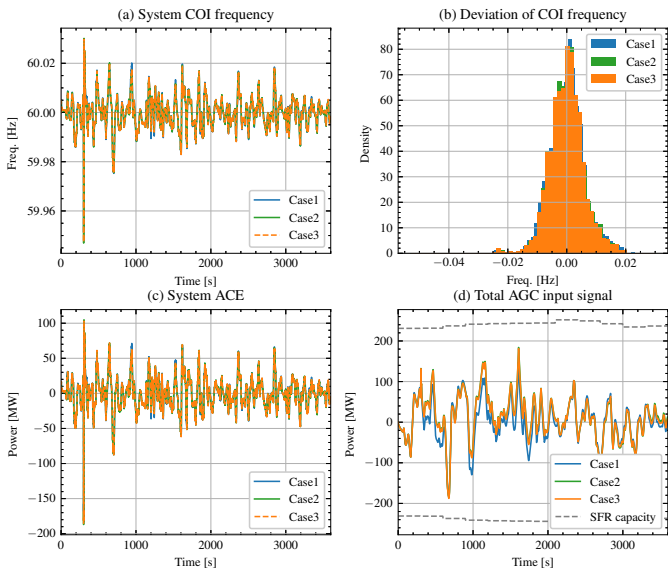 (a) System COI frequency
60.02
60.00
59.98
59.96
Freq. [Hz]
Case1
Case2
Case3
0 1000 2000 3000
Time [s]
(b) Deviation of COI frequency
80
70
60
50
40
30
20
10
0
Density
Case1
Case2
Case3
−0.04 −0.02 0.00 0.02
Freq. [Hz]
(c) System ACE
100
50
0
−50
−100
−150
−200
Power [MW]
Case1
Case2
Case3
0 1000 2000 3000
Time [s]
(d) Total AGC input signal
200
100
0
−100
−200
Power [MW]
Case1
Case2
Case3
SFR capacity
0 1000 2000 3000
Time [s]